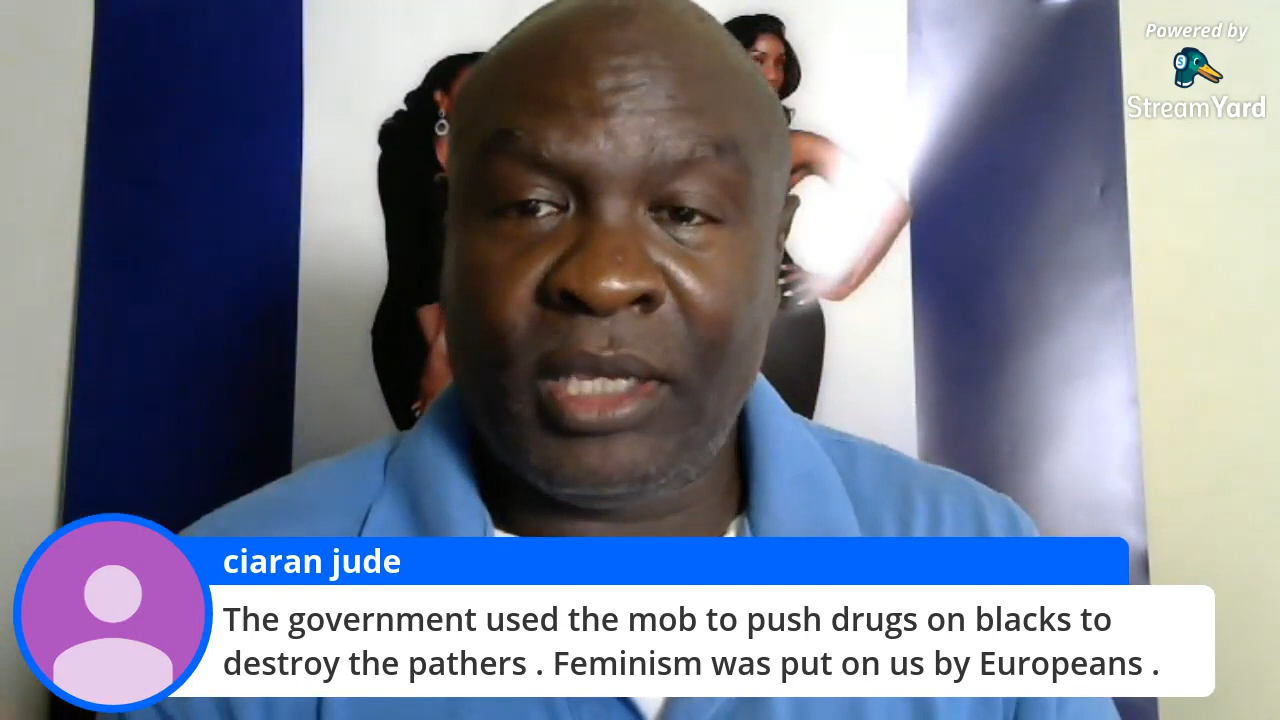 Powered by
StreamYard
ciaran jude
The government used the mob to push drugs on blacks to
destroy the pathers . Feminism was put on us by Europeans .